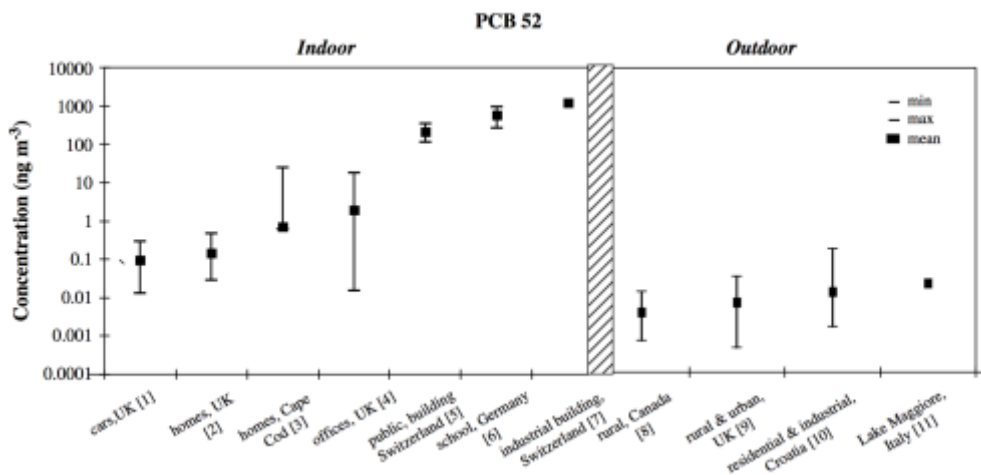 PCB 52
Indoor
Outdoor
Concentration (ng m-3)
10000
1000
100
10
1
0.1
0.01
0.001
0.0001
min
max
mean
cars,UK [1]
homes, UK
[2]
homes, Cape
Cod [3]
offices, UK [4]
public, building
Switzerland [5]
school, Germany
[6]
industrial building,
Switzerland [7]
rural, Canada
[8]
rural & urban,
UK [9]
residential & industrial,
Croatia [10]
Lake Maggiore,
Italy [11]